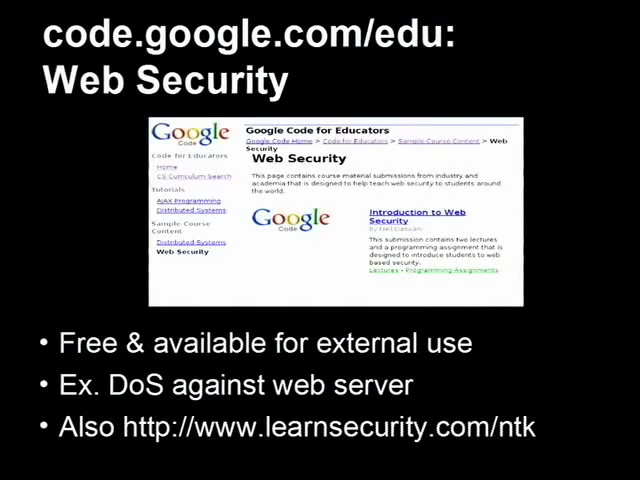 code.google.com/edu:
Web Security
Google
Code
Code for Educators
Home
CS Curriculum Search
Tutorials
AJAX Programming
Distributed Systems
Sample Course
Content
Distributed Systems
Web Security
Google Code for Educators
Google Code Home > Code for Educators > Sample Course Content > Web
Security
Web Security
This page contains course material submissions from industry and
academia that is designed to help teach web security to students around
the world.
Google
Code
Introduction to Web
Security
by Neil Daswani
This submission contains two lectures
and a programming assignment that is
designed to introduce students to web
based security.
Lectures • Programming Assignments
• Free & available for external use
• Ex. DoS against web server
• Also http://www.learnsecurity.com/ntk